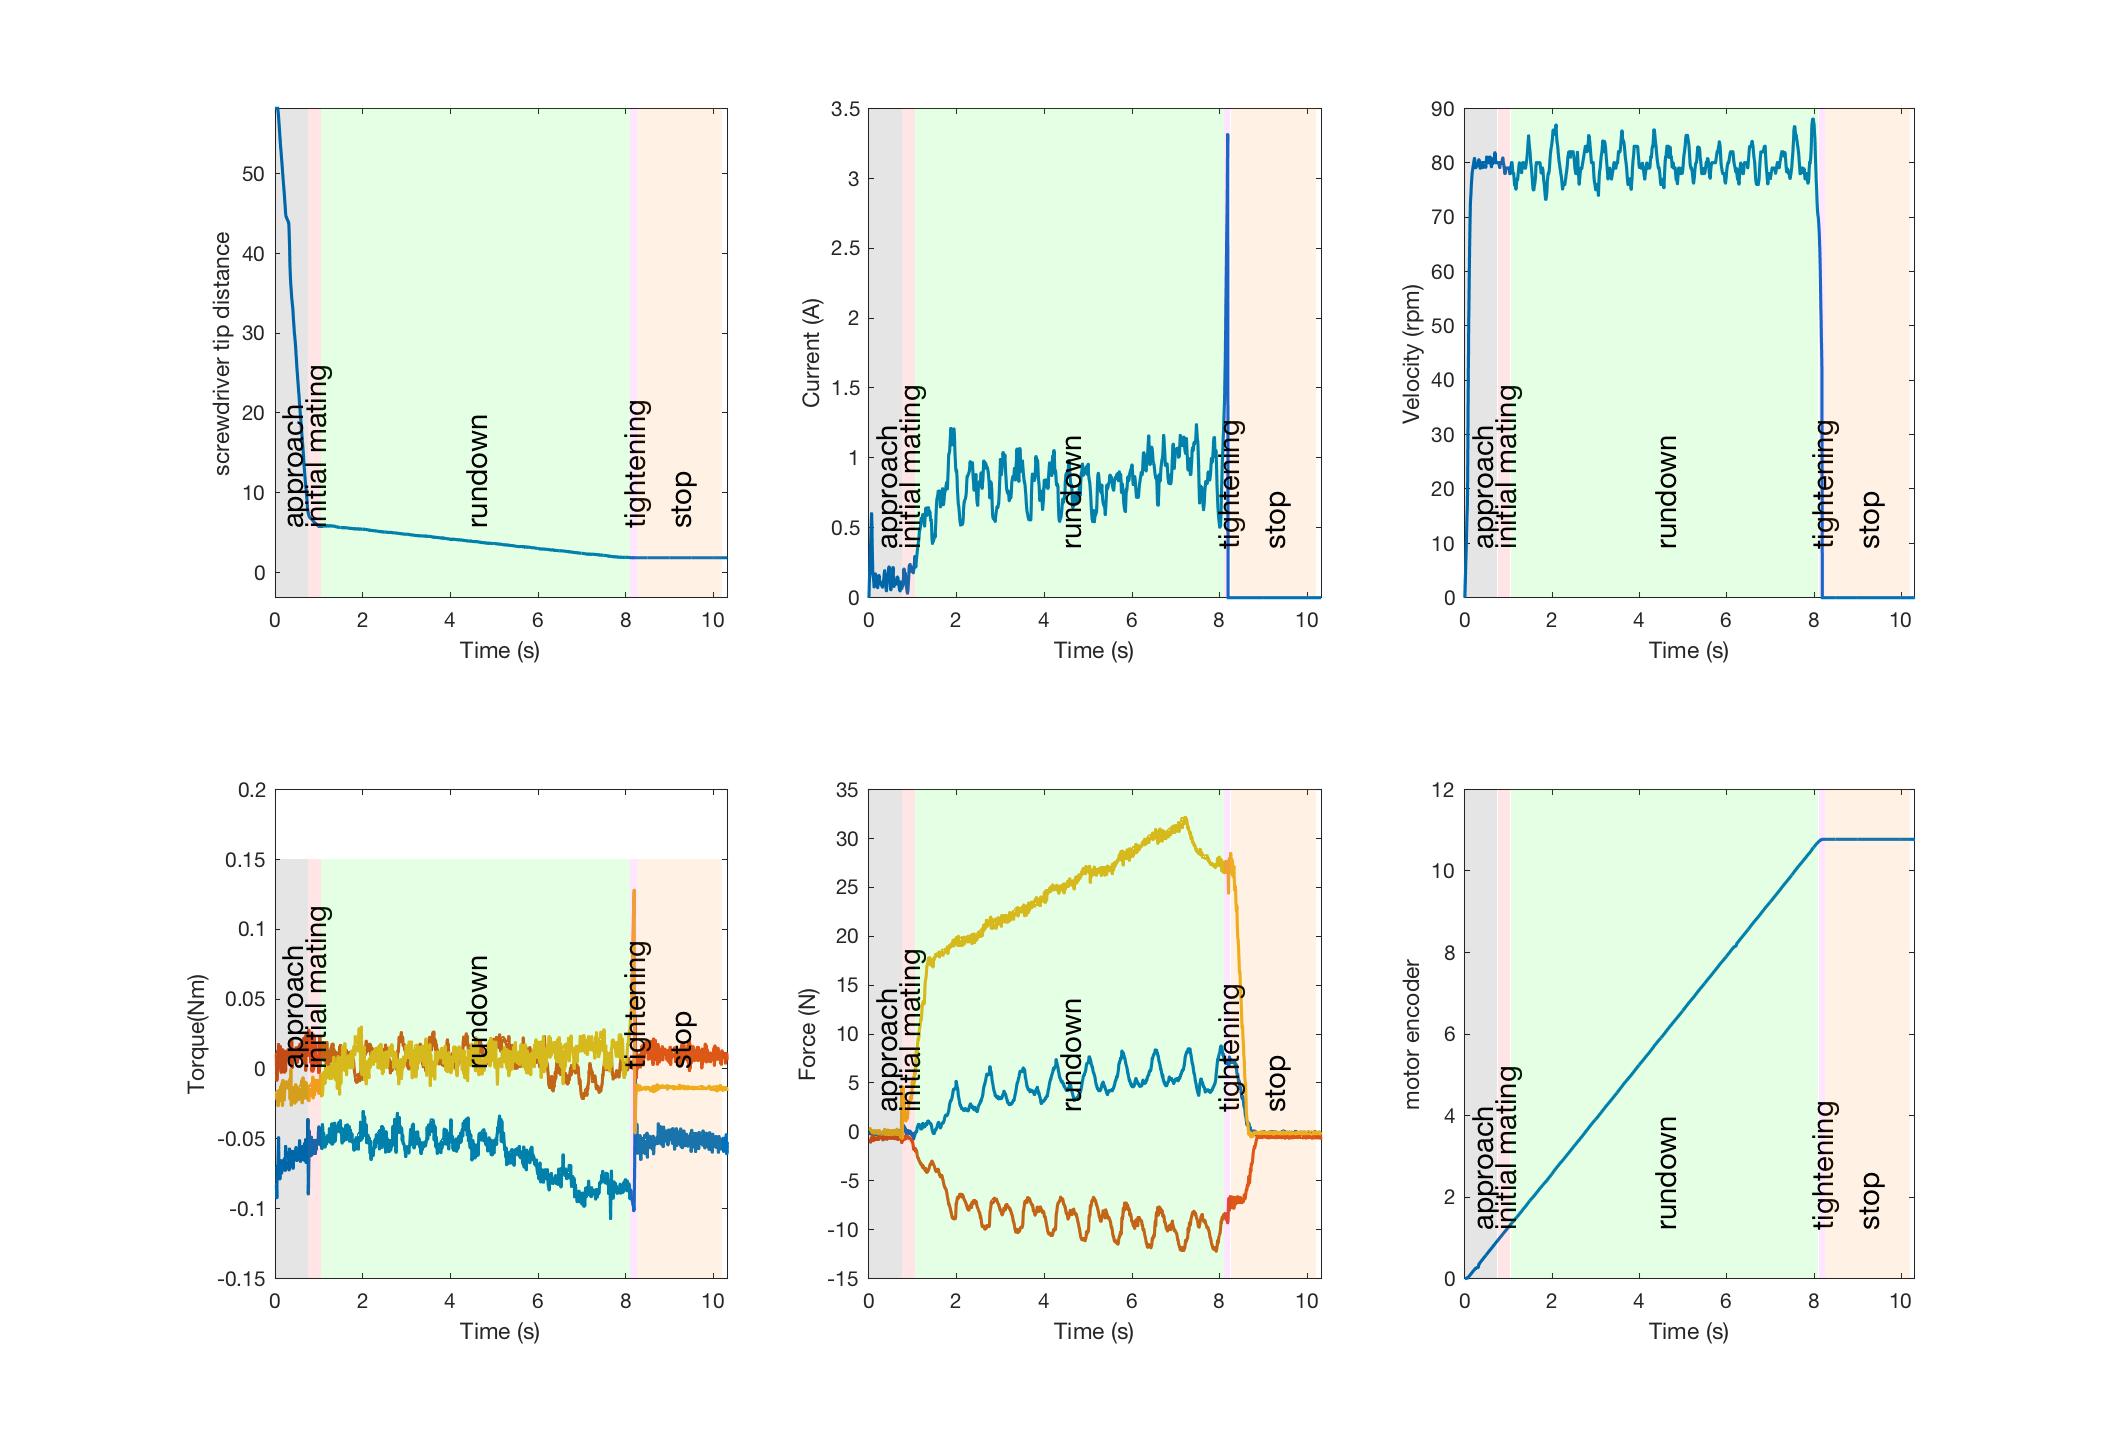 screwdriver tip distance
50
40
30
20
10
0
approach
initial mating
rundown
tightening
stop
0 2 4 6 8 10
Time (s)
Current (A)
3.5
3
2.5
2
1.5
1
0.5
0
approach
initial mating
rundown
tightening
stop
0 2 4 6 8 10
Time (s)
Velocity (rpm)
90
80
70
60
50
40
30
20
10
0
approach
initial mating
rundown
tightening
stop
0 2 4 6 8 10
Time (s)
Torque(Nm)
0.2
0.15
0.1
0.05
0
-0.05
-0.1
-0.15
approach
initial mating
rundown
tightening
stop
0 2 4 6 8 10
Time (s)
Force (N)
35
30
25
20
15
10
5
0
-5
-10
-15
approach
initial mating
rundown
tightening
stop
0 2 4 6 8 10
Time (s)
motor encoder
12
10
8
6
4
2
0
approach
initial mating
rundown
tightening
stop
0 2 4 6 8 10
Time (s)